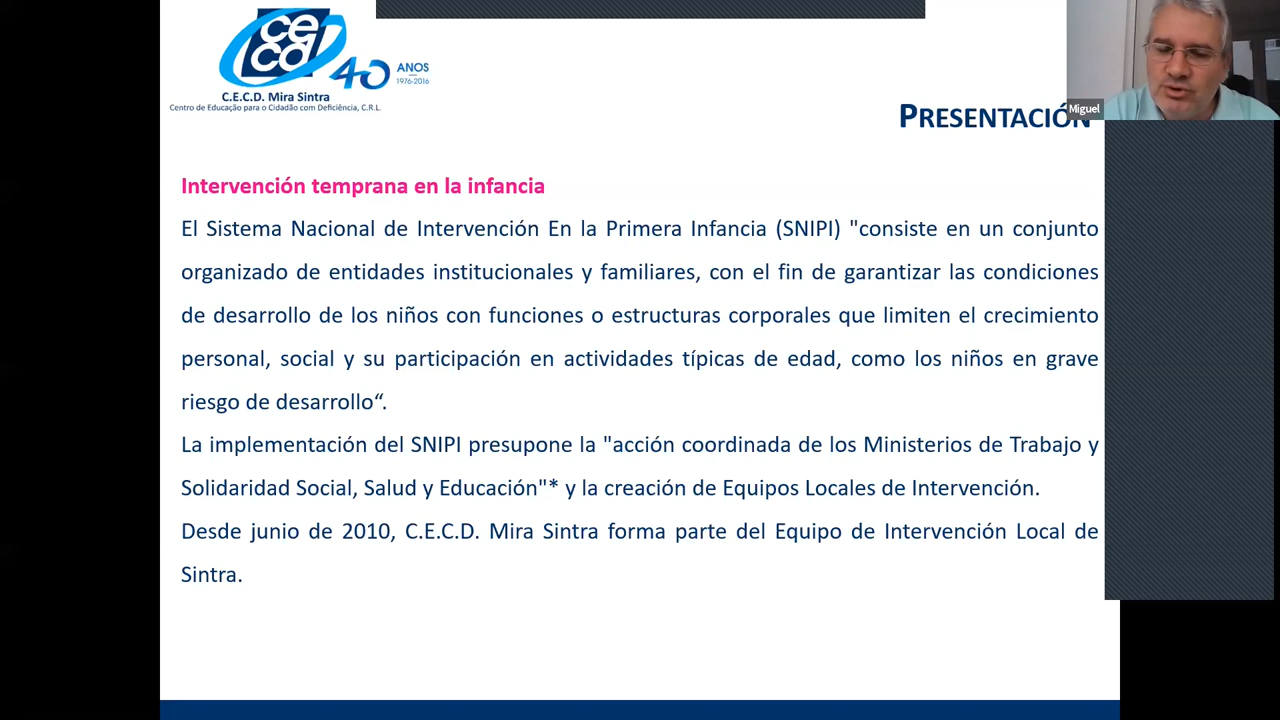 ce
cd
40 ANOS
1976-2016
C.E.C.D. Mira Sintra
Centro de Educação para o Cidadão com Deficiência, C.R.L.
Miguel
PRESENTACIÓN
Intervención temprana en la infancia
El Sistema Nacional de Intervención En la Primera Infancia (SNIPI) "consiste en un conjunto
organizado de entidades institucionales y familiares, con el fin de garantizar las condiciones
de desarrollo de los niños con funciones o estructuras corporales que limiten el crecimiento
personal, social y su participación en actividades típicas de edad, como los niños en grave
riesgo de desarrollo“.
La implementación del SNIPI presupone la "acción coordinada de los Ministerios de Trabajo y
Solidaridad Social, Salud y Educación"* y la creación de Equipos Locales de Intervención.
Desde junio de 2010, C.E.C.D. Mira Sintra forma parte del Equipo de Intervención Local de
Sintra.